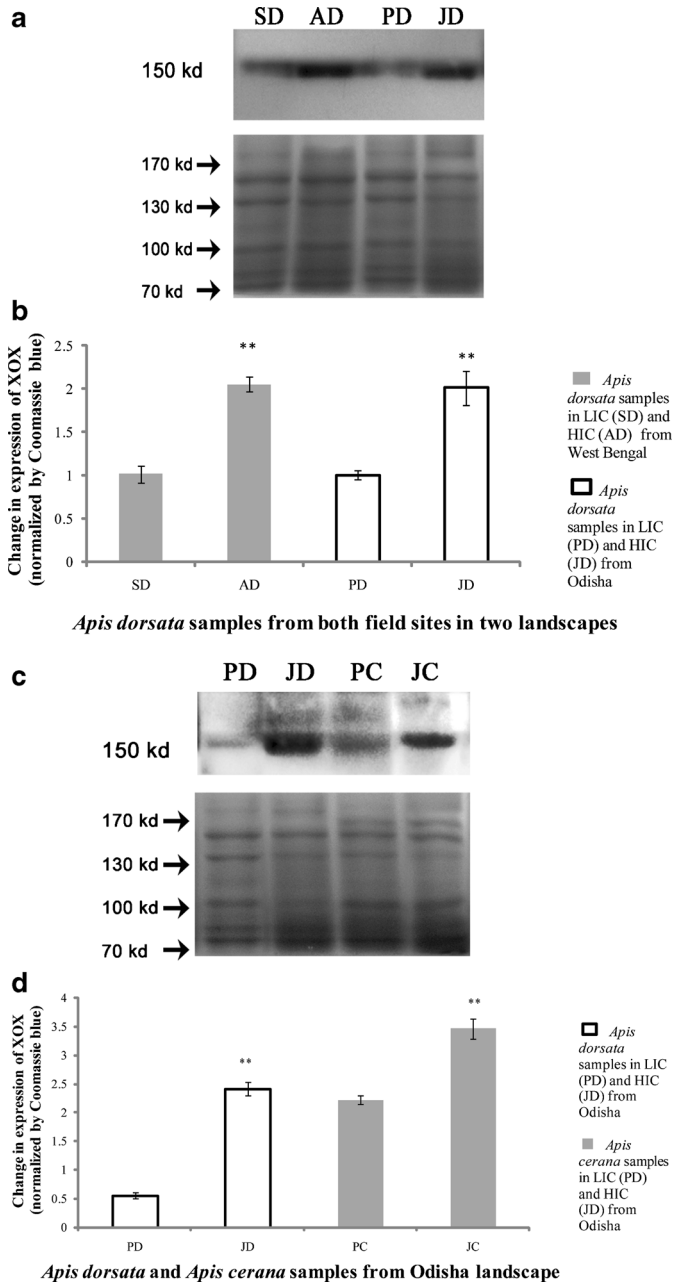 a
SD AD PD JD
150 kd
170 kd
130 kd
100 kd
70 kd
b
Change in expression of XOX
(normalized by Coomassie blue)
2.5
2
1.5
1
0.5
0
**
**
SD AD PD JD
Apis
dorsata samples
in LIC (SD) and
HIC (AD) from
West Bengal
Apis
dorsata
samples in LIC
(PD) and HIC
(JD) from
Odisha
Apis dorsata samples from both field sites in two landscapes
c
PD JD PC JC
150 kd
170 kd
130 kd
100 kd
70 kd
d
Change in expression of XOX
(normalized by Coomassie blue)
4
3.5
3
2.5
2
1.5
1
0.5
0
**
**
PD JD PC JC
Apis
dorsata
samples in LIC
(PD) and HIC
(JD) from
Odisha
Apis
cerana samples
in LIC (PD)
and HIC
(JD) from
Odisha
Apis dorsata and Apis cerana samples from Odisha landscape